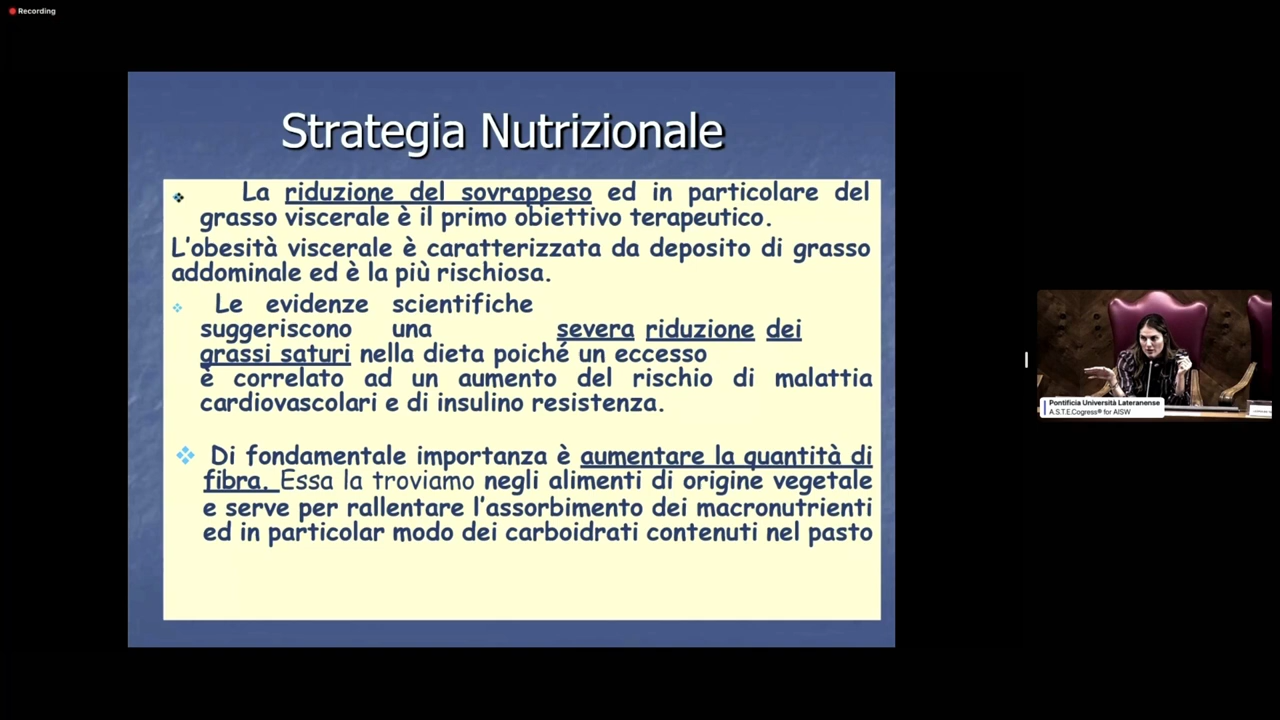 Recording
Strategia Nutrizionale
La riduzione del sovrappeso ed in particolare del
grasso viscerale è il primo obiettivo terapeutico.
L'obesità viscerale è caratterizzata da deposito di grasso
addominale ed è la più rischiosa.
Le evidenze scientifiche
suggeriscono una severa riduzione dei
grassi saturi nella dieta poiché un eccesso
è correlato ad un aumento del rischio di malattia
cardiovascolari e di insulino resistenza.
Di fondamentale importanza è aumentare la quantità di
fibra. Essa la troviamo negli alimenti di origine vegetale
e serve per rallentare l'assorbimento dei macronutrienti
ed in particolar modo dei carboidrati contenuti nel pasto
Pontificia Università Lateranense
A.S.T.E.Cogress® for AISW